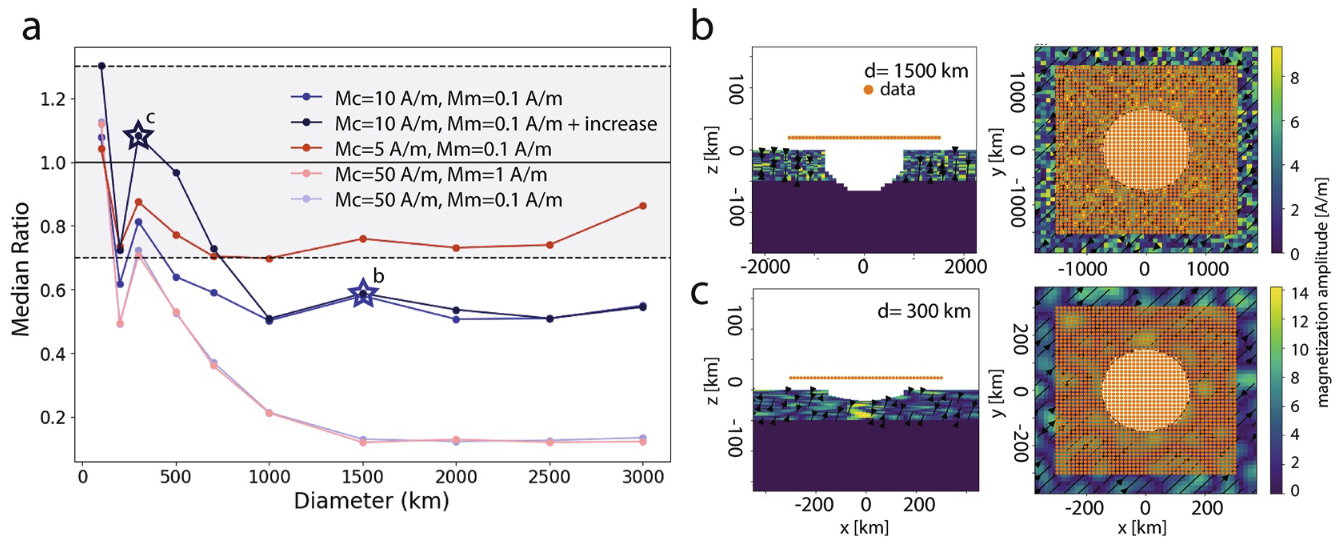 a
Median Ratio
1.2
1.0
0.8
0.6
0.4
0.2
0
500
1000
1500
2000
2500
3000
Diameter (km)
Mc=10 A/m, Mm=0.1 A/m
Mc=10 A/m, Mm=0.1 A/m + increase
Mc=5 A/m, Mm=0.1 A/m
Mc=50 A/m, Mm=1 A/m
Mc=50 A/m, Mm=0.1 A/m
c
b
b
d= 1500 km
data
z [km]
100
0
-100
-2000
0
2000
y [km]
1000
0
-1000
-1000
0
1000
8
6
4
2
0
c
d= 300 km
z [km]
100
0
-100
-200
0
200
x [km]
y [km]
200
0
-200
-200
0
200
x [km]
14
12
10
8
6
4
2
0
magnetization amplitude [A/m]